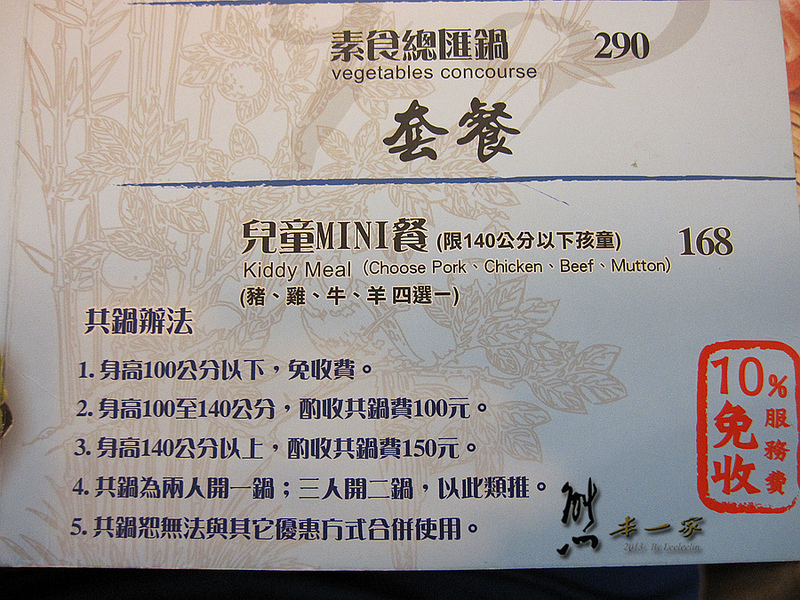 素食總匯鍋 290
vegetables concourse
套餐
兒童MINI餐 (限140公分以下孩童) 168
Kiddy Meal (Choose Pork、Chicken、Beef、Mutton)
(豬、雞、牛、羊 四選一)
共鍋辦法
1. 身高100公分以下，免收費。
2. 身高100至140公分，酌收共鍋費100元。
3. 身高140公分以上，酌收共鍋費150元。
4. 共鍋為兩人開一鍋；三人開二鍋，以此類推。
5. 共鍋恕無法與其它優惠方式合併使用。
10%
服務費
免收
熊
本一家
2013. By Leeleelin.